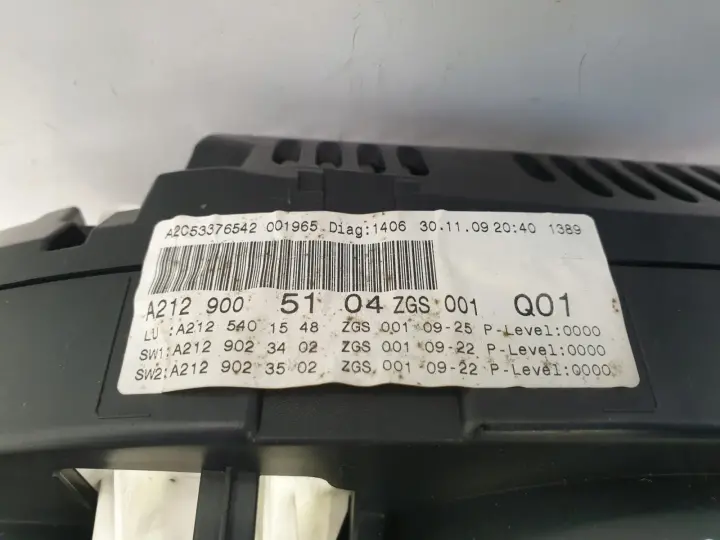 A2C53376542 001965 Diag:1406 30.11.09 20:40 1389
A212 900 51 04 ZGS 001 Q01
LU :A212 540 15 48 ZGS 001 09-25 P-Level:0000
SW1:A212 902 34 02 ZGS 001 09-22 P-Level:0000
SW2:A212 902 35 02 ZGS 001 09-22 P-Level:0000